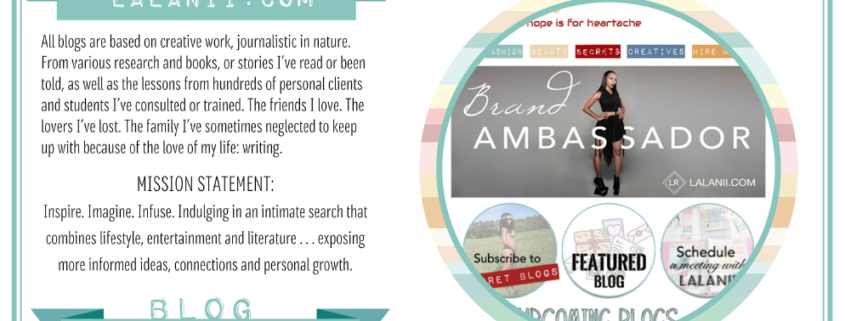 LALANII.COM
All blogs are based on creative work, journalistic in nature.
From various research and books, or stories I've read or been
told, as well as the lessons from hundreds of personal clients
and students I've consulted or trained. The friends I love. The
lovers I've lost. The family I've sometimes neglected to keep
up with because of the love of my life: writing.
MISSION STATEMENT:
Inspire. Imagine. Infuse. Indulging in an intimate search that
combines lifestyle, entertainment and literature . . . exposing
more informed ideas, connections and personal growth.
BLOG
hope is for heartache
ASHION BEAUTY SECRETS CREATIVES HIRE A
Brand
AMBASSADOR
LR LALANII.COM
Subscribe to
RET BLOGS
FEATURED
BLOG
Schedule
a meeting with
LALANII
UPCOMING BLOGS